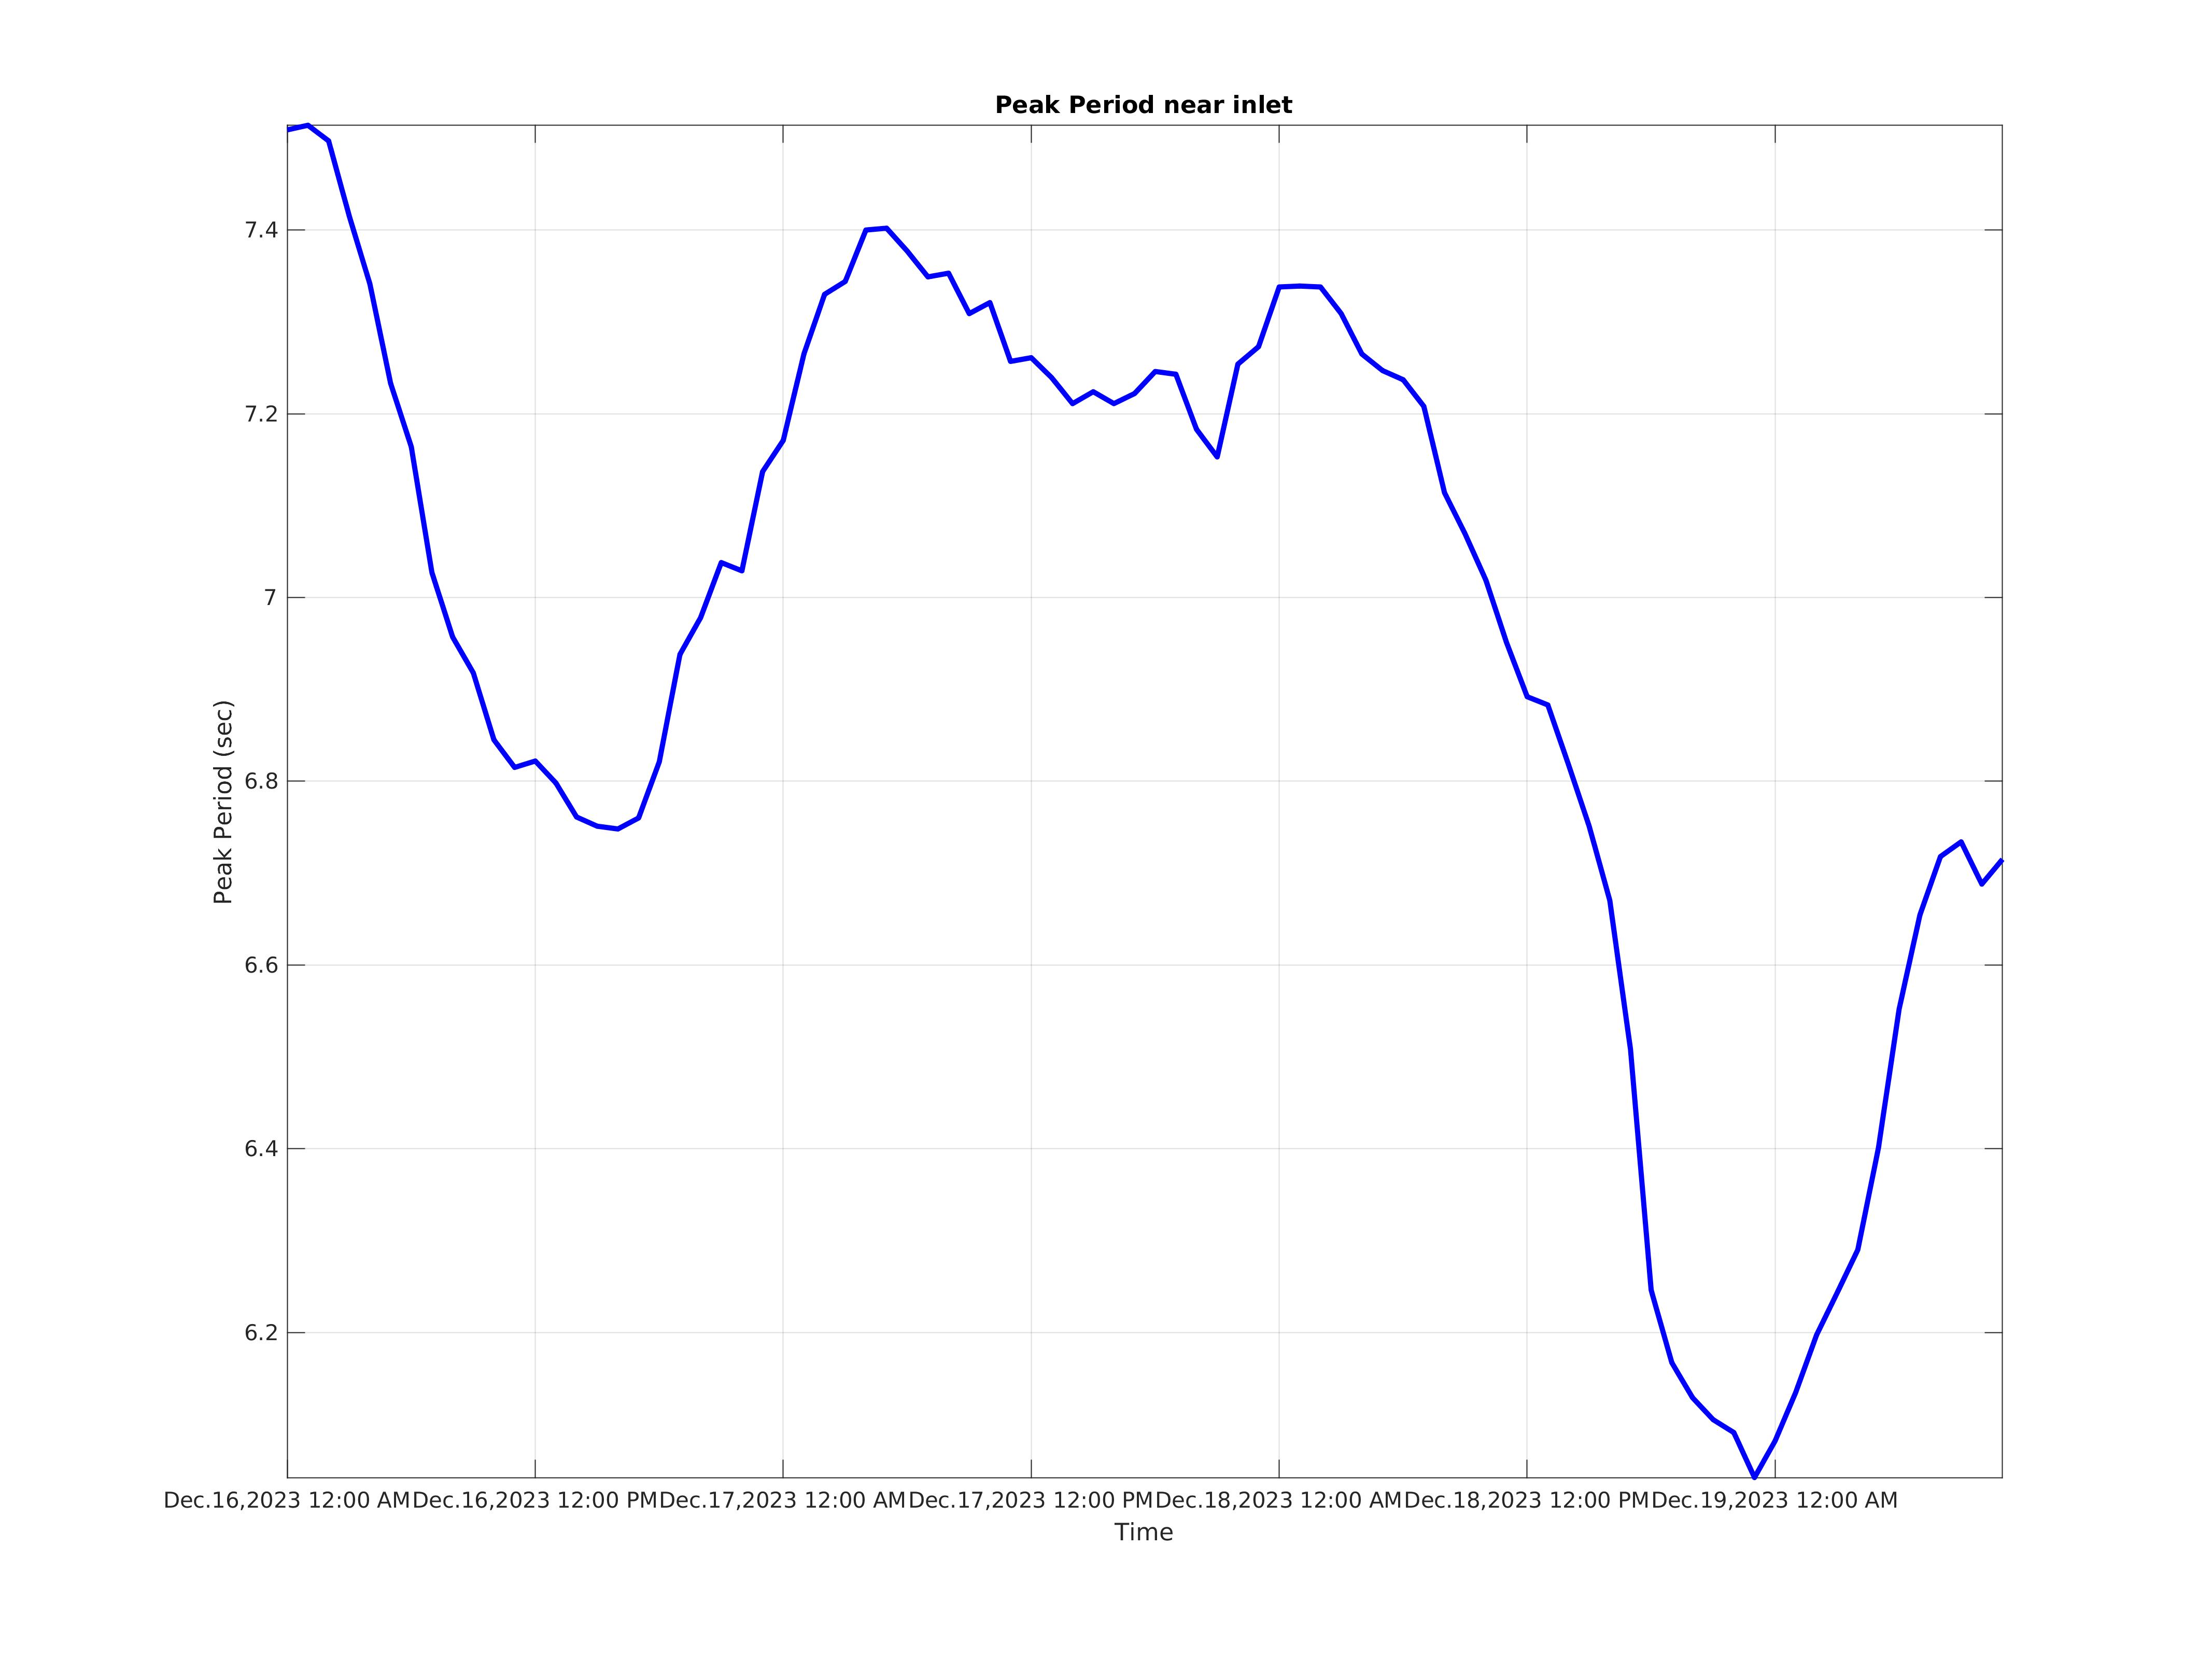 Peak Period near inlet
7.4
7.2
7
6.8
6.6
6.4
6.2
Peak Period (sec)
Dec.16,2023 12:00 AM Dec.16,2023 12:00 PM Dec.17,2023 12:00 AM Dec.17,2023 12:00 PM Dec.18,2023 12:00 AM Dec.18,2023 12:00 PM Dec.19,2023 12:00 AM
Time